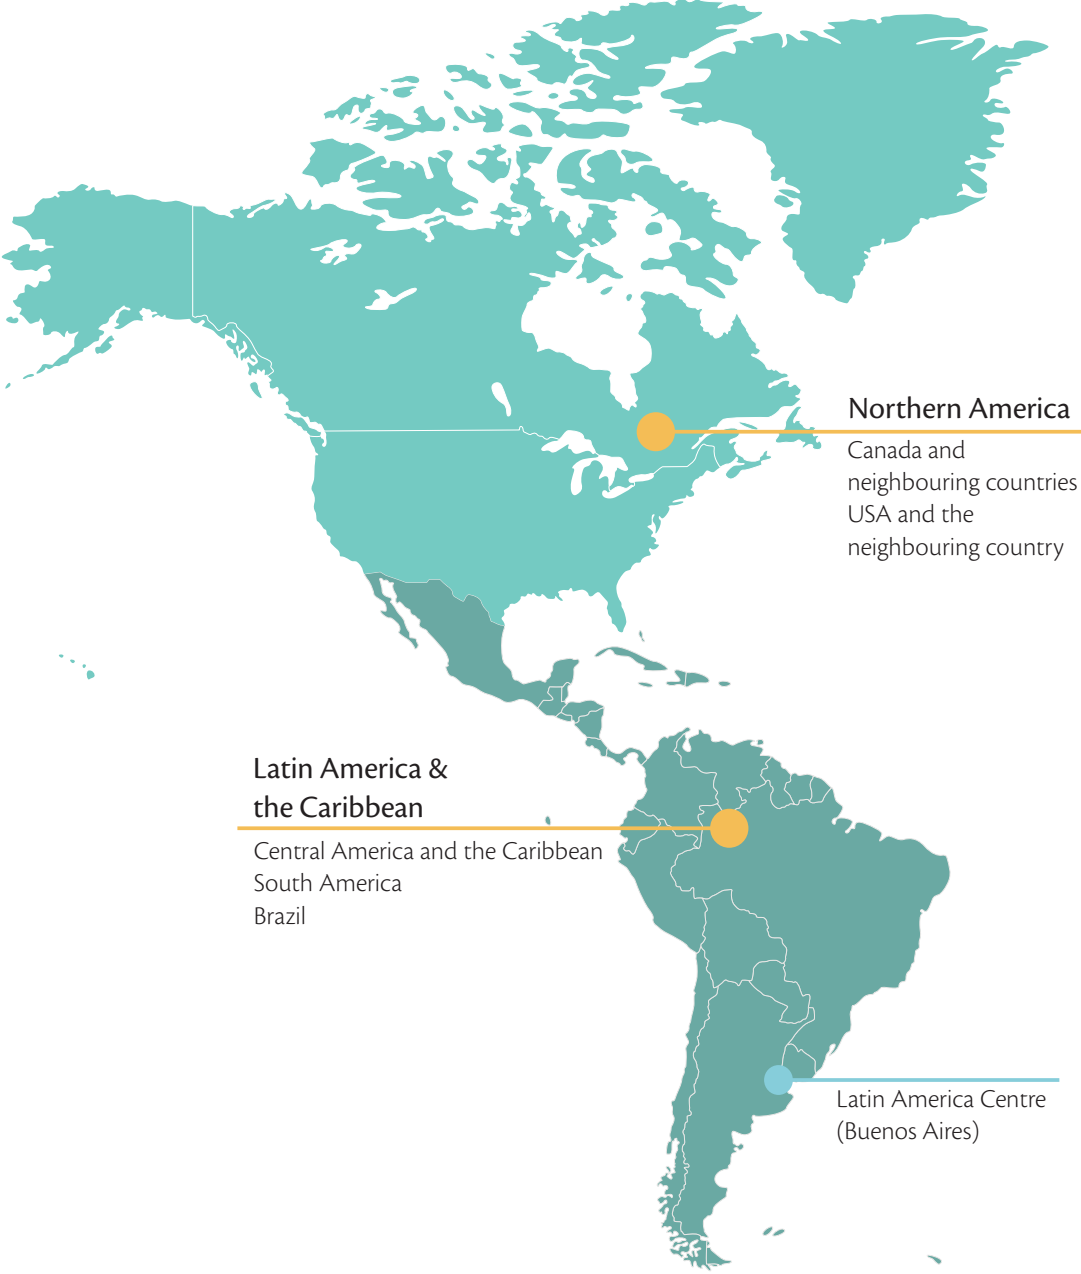 Northern America
Canada and
neighbouring countries
USA and the
neighbouring country
Latin America &
the Caribbean
Central America and the Caribbean
South America
Brazil
Latin America Centre
(Buenos Aires)